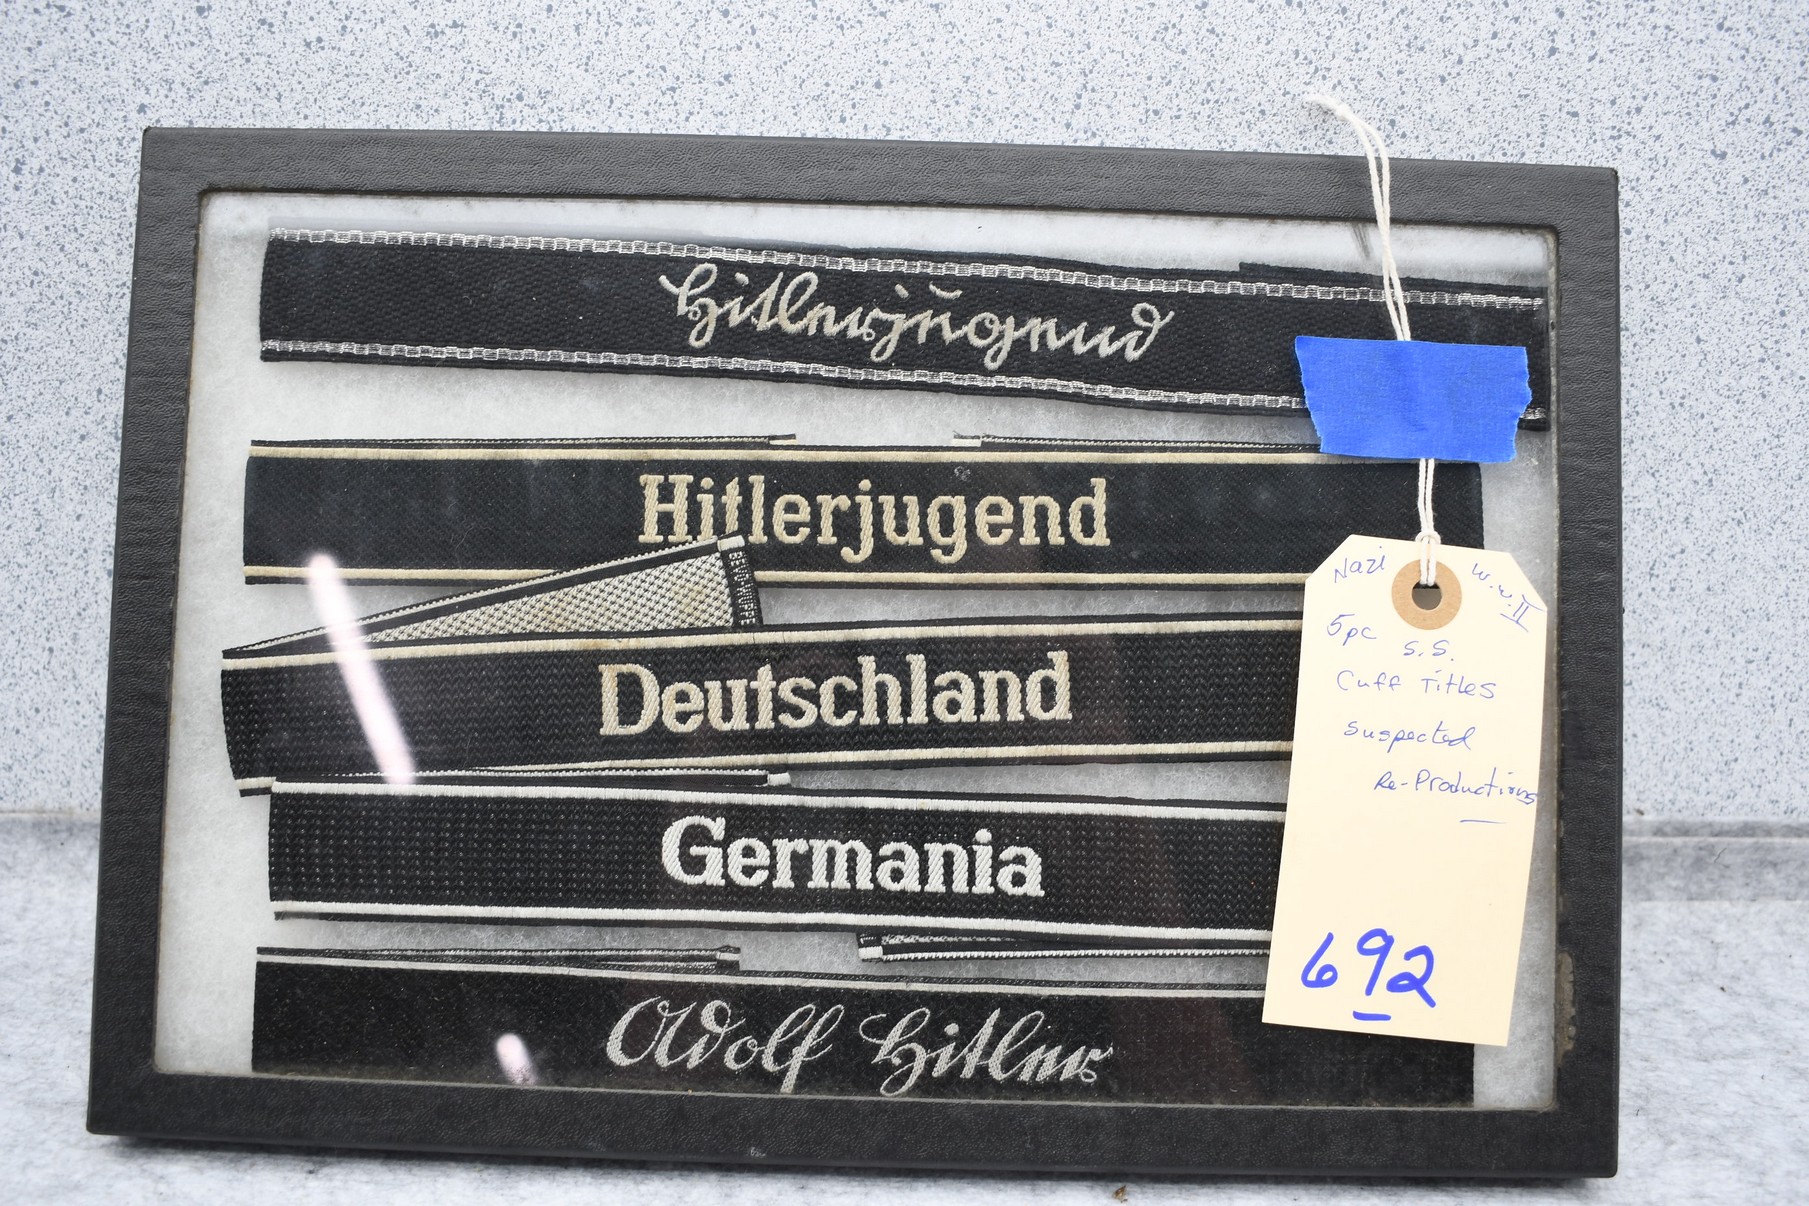 Hitlerjugend
Hitlerjugend
Deutschland
Germania
Adolf Hitler
Nazi W.W.II
5pc S.S.
Cuff Titles
Suspected
Re-Productions
692